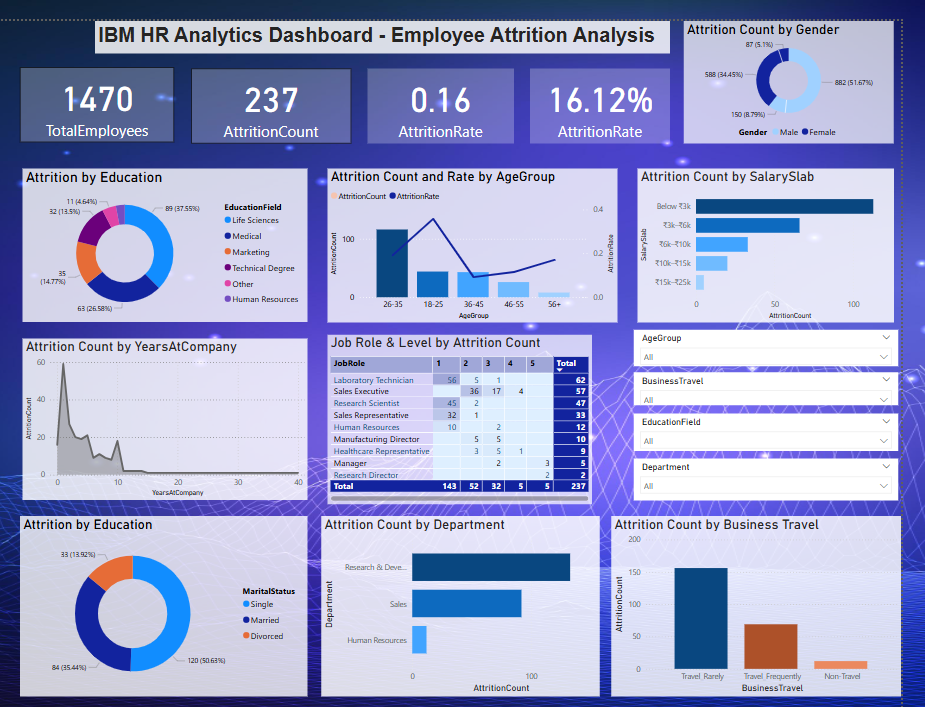 IBM HR Analytics Dashboard - Employee Attrition Analysis
1470
TotalEmployees
237
AttritionCount
0.16
AttritionRate
16.12%
AttritionRate
Attrition Count by Gender
87 (5.1%)
588 (34.45%)
882 (51.67%)
150 (8.79%)
Gender Male Female
Attrition by Education
11 (4.64%)
32 (13.5%)
89 (37.55%)
35
(14.77%)
63 (26.58%)
EducationField
Life Sciences
Medical
Marketing
Technical Degree
Other
Human Resources
Attrition Count and Rate by AgeGroup
AttritionCount AttritionRate
AttritionCount
100
0
0.4
0.2
0.0
AttritionRate
26-35 18-25 36-45 46-55 56+
AgeGroup
Attrition Count by SalarySlab
SalarySlab
Below ₹3k
₹3k–₹6k
₹6k–₹10k
₹10k–₹15k
₹15k–₹25k
0 50 100
AttritionCount
Attrition Count by YearsAtCompany
AttritionCount
60
40
20
0
0 10 20 30 40
YearsAtCompany
Job Role & Level by Attrition Count
JobRole 1 2 3 4 5 Total
Laboratory Technician 56 5 1 62
Sales Executive 36 17 4 57
Research Scientist 45 2 47
Sales Representative 32 1 33
Human Resources 10 2 12
Manufacturing Director 5 5 10
Healthcare Representative 3 5 1 9
Manager 2 3 5
Research Director 2 2
Total 143 52 32 5 5 237
AgeGroup
All
BusinessTravel
All
EducationField
All
Department
All
Attrition by Education
33 (13.92%)
84 (35.44%)
120 (50.63%)
MaritalStatus
Single
Married
Divorced
Attrition Count by Department
Department
Research & Deve...
Sales
Human Resources
0 100
AttritionCount
Attrition Count by Business Travel
AttritionCount
200
150
100
50
0
Travel_Rarely Travel_Frequently Non-Travel
BusinessTravel